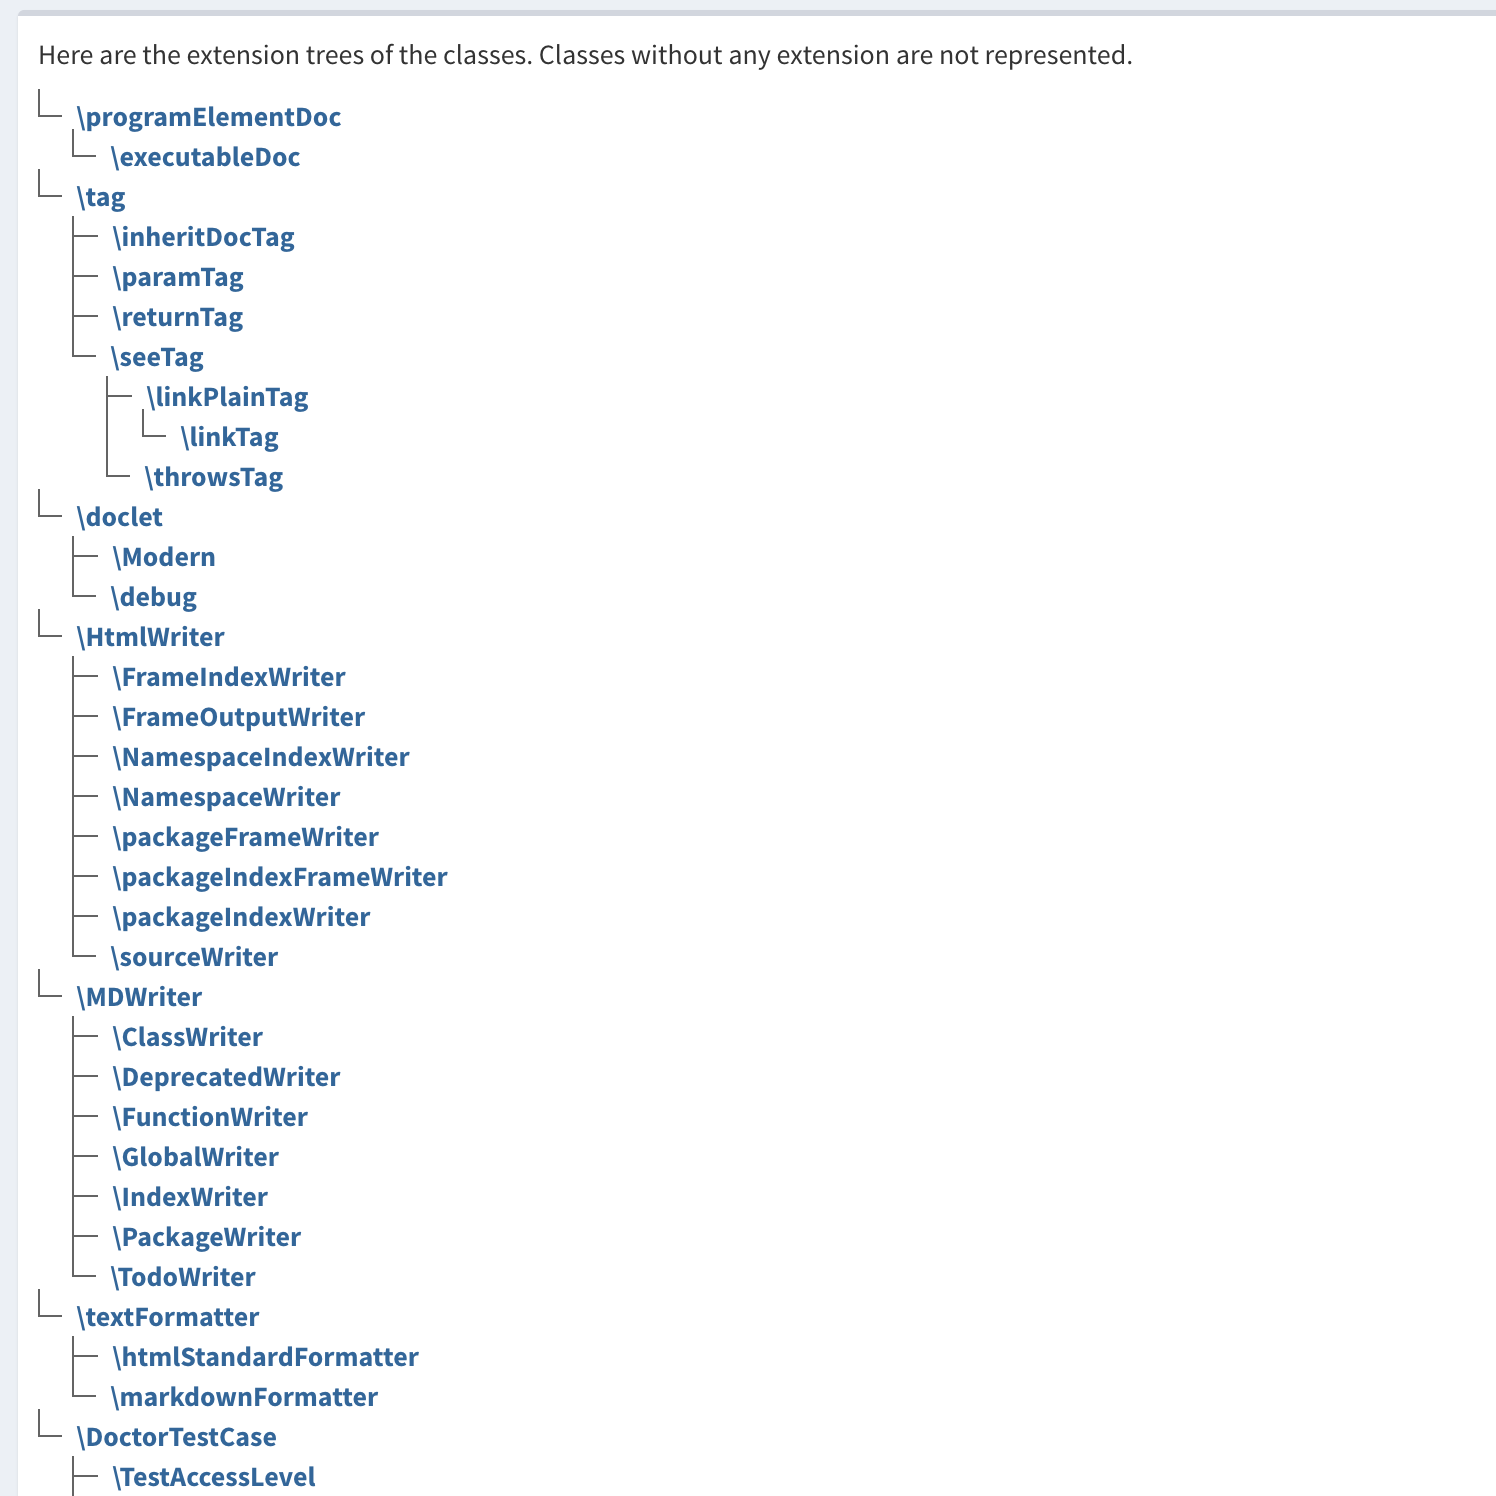 Here are the extension trees of the classes. Classes without any extension are not represented.
\programElementDoc
\executableDoc
\tag
\inheritDocTag
\paramTag
\returnTag
\seeTag
\linkPlainTag
\linkTag
\throwsTag
\doclet
\Modern
\debug
\HtmlWriter
\FrameIndexWriter
\FrameOutputWriter
\NamespaceIndexWriter
\NamespaceWriter
\packageFrameWriter
\packageIndexFrameWriter
\packageIndexWriter
\sourceWriter
\MDWriter
\ClassWriter
\DeprecatedWriter
\FunctionWriter
\GlobalWriter
\IndexWriter
\PackageWriter
\TodoWriter
\textFormatter
\htmlStandardFormatter
\markdownFormatter
\DoctorTestCase
\TestAccessLevel